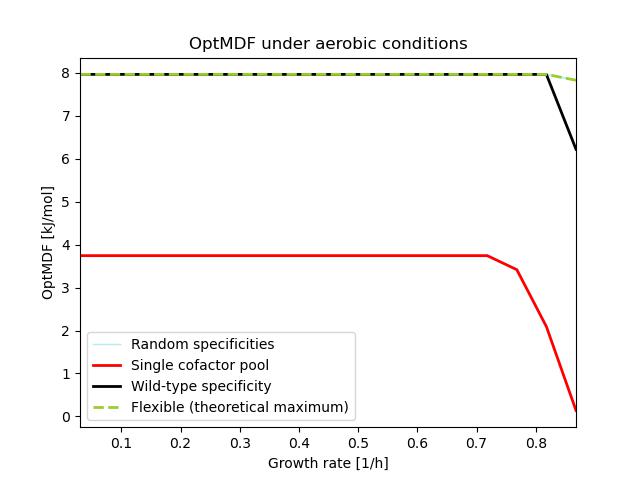 OptMDF under aerobic conditions
OptMDF [kJ/mol]
8
7
6
5
4
3
2
1
0
Random specificities
Single cofactor pool
Wild-type specificity
Flexible (theoretical maximum)
0.1 0.2 0.3 0.4 0.5 0.6 0.7 0.8
Growth rate [1/h]